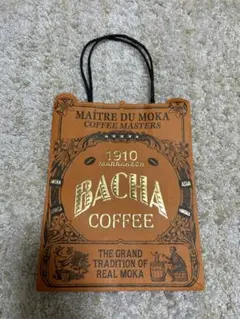 MAÎTRE DU MOKA
COFFEE MASTERS
1910
MARRAKECH
BACHA
COFFEE
THE GRAND
TRADITION OF
REAL MOKA